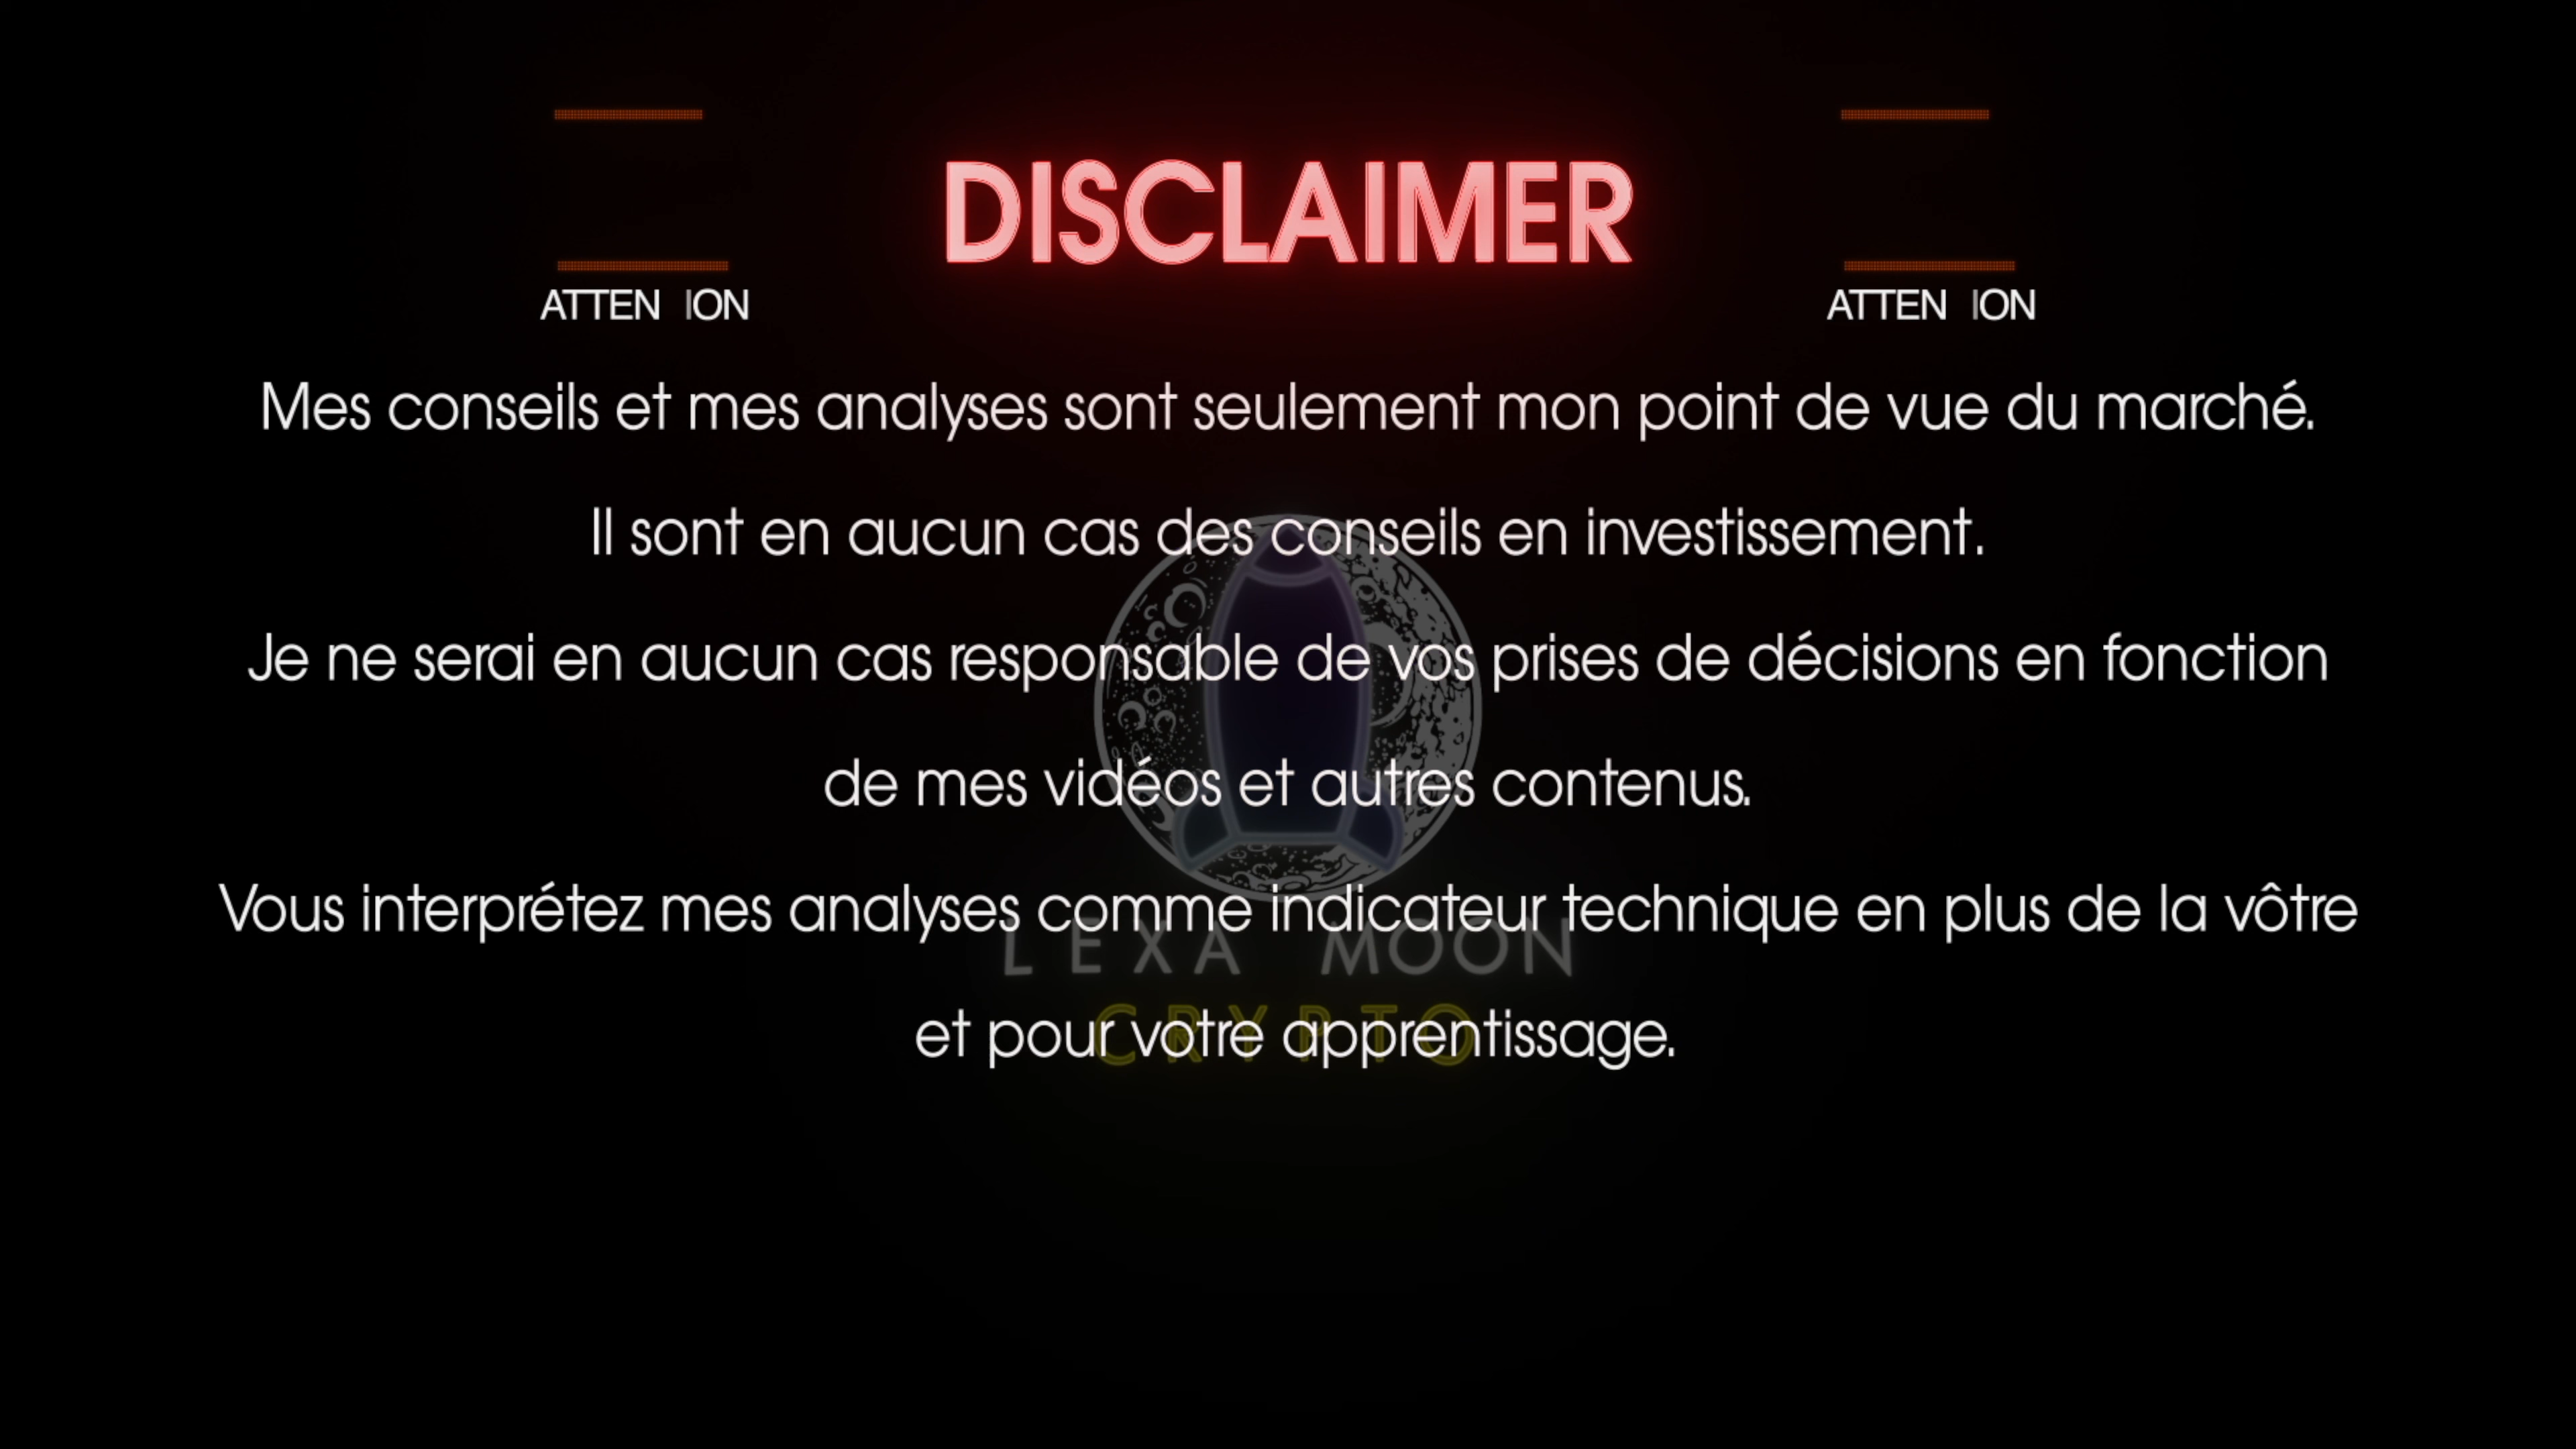 DISCLAIMER
ATTEN ION
ATTEN ION
Mes conseils et mes analyses sont seulement mon point de vue du marché.
Il sont en aucun cas des conseils en investissement.
Je ne serai en aucun cas responsable de vos prises de décisions en fonction
de mes vidéos et autres contenus.
Vous interprétez mes analyses comme indicateur technique en plus de la vôtre
LEXA MOON
et pour votre apprentissage.
CRYPTO